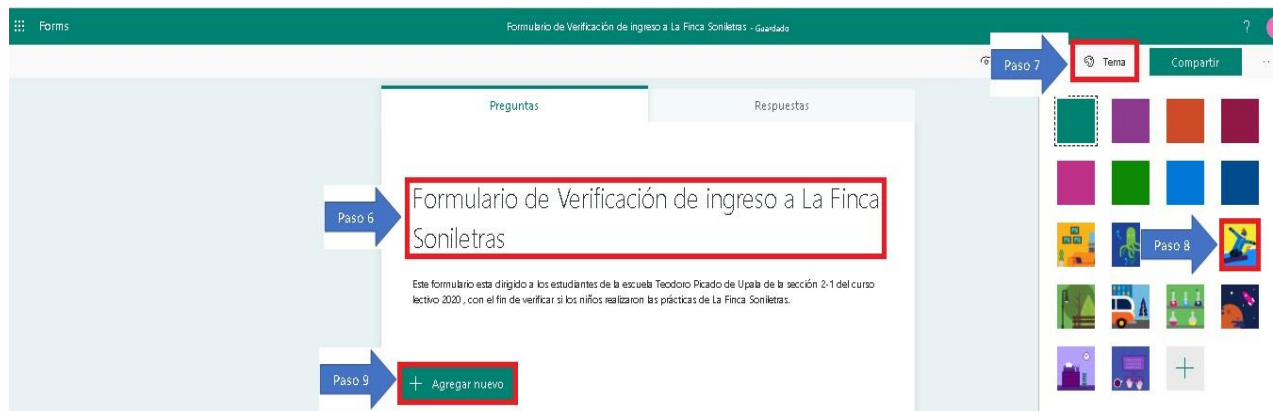 Forms
Formulario de Verificación de ingreso a La Finca Soniletras - Guardado
?
Paso 7
Tema
Compartir
Preguntas
Respuestas
Paso 6
Formulario de Verificación de ingreso a La Finca
Soniletras
Paso 8
Este formulario esta dirigido a los estudiantes de la escuela Teodoro Picado de Upala de la sección 2-1 del curso
lectivo 2020 , con el fin de verificar si los niños realizaron las prácticas de La Finca Soniletras.
Paso 9
+ Agregar nuevo